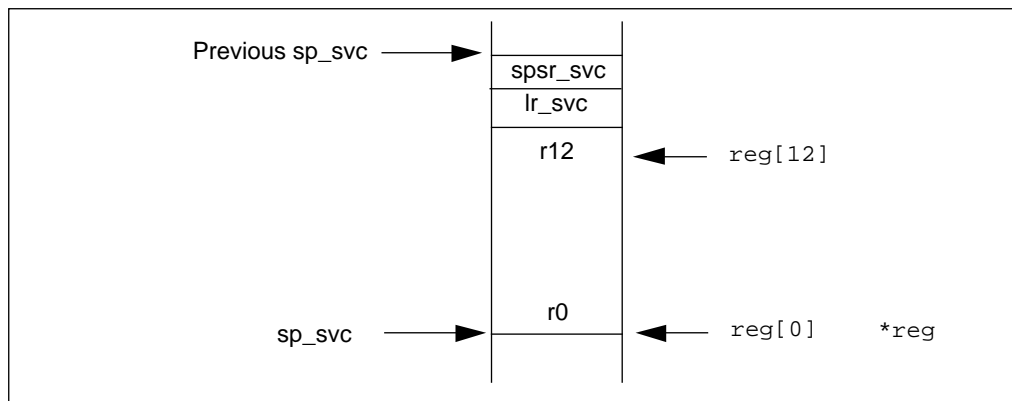 Previous sp_svc
spsr_svc
lr_svc
r12
reg[12]
r0
sp_svc
reg[0] *reg